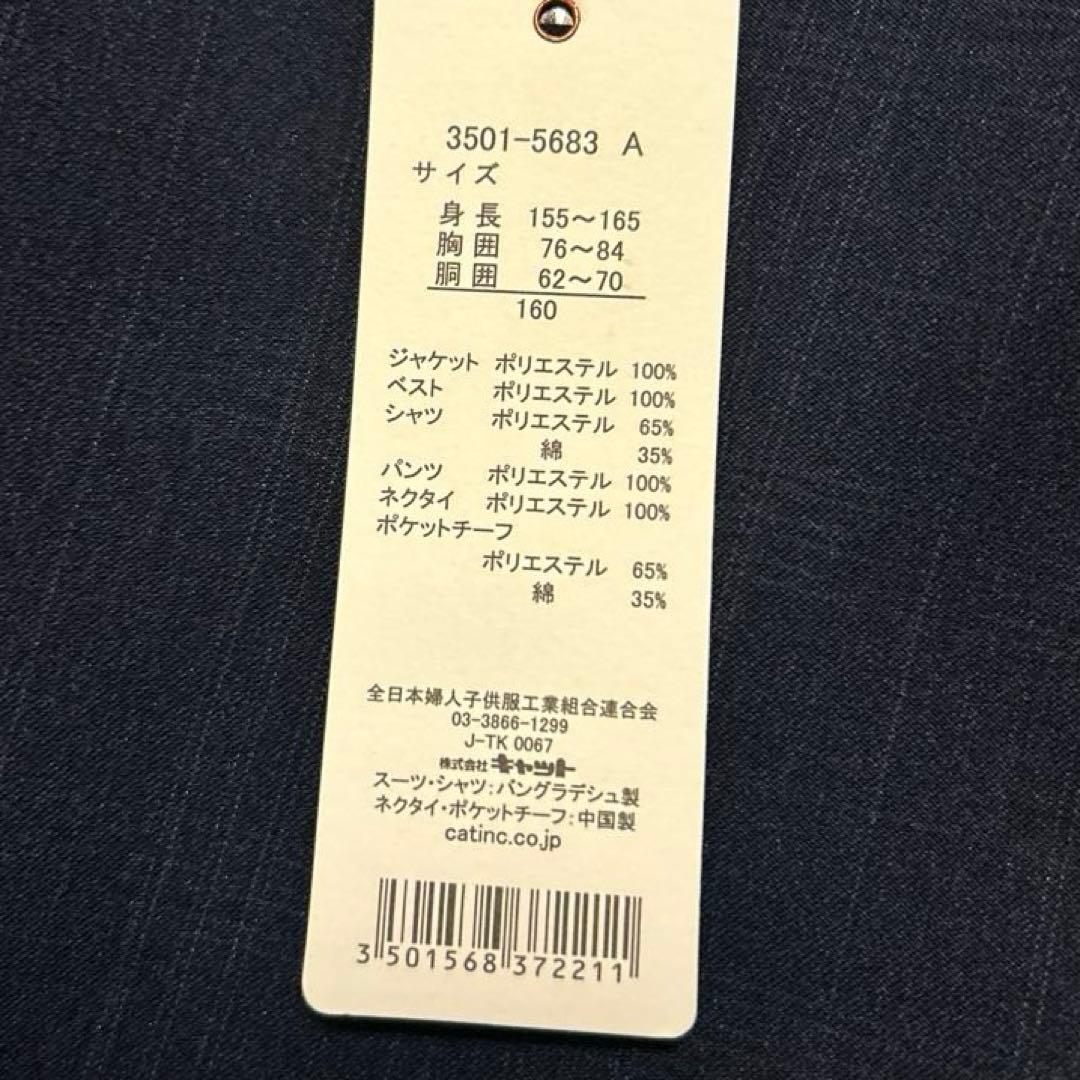 3501-5683 A
サイズ
身長 155～165
胸囲 76～84
胴囲 62～70
160
ジャケット ポリエステル 100%
ベスト ポリエステル 100%
シャツ ポリエステル 65%
綿 35%
パンツ ポリエステル 100%
ネクタイ ポリエステル 100%
ポケットチーフ
ポリエステル 65%
綿 35%
全日本婦人子供服工業組合連合会
03-3866-1299
J-TK 0067
株式会社キャット
スーツ・シャツ:バングラデシュ製
ネクタイ・ポケットチーフ:中国製
catinc.co.jp
3 501568 372211